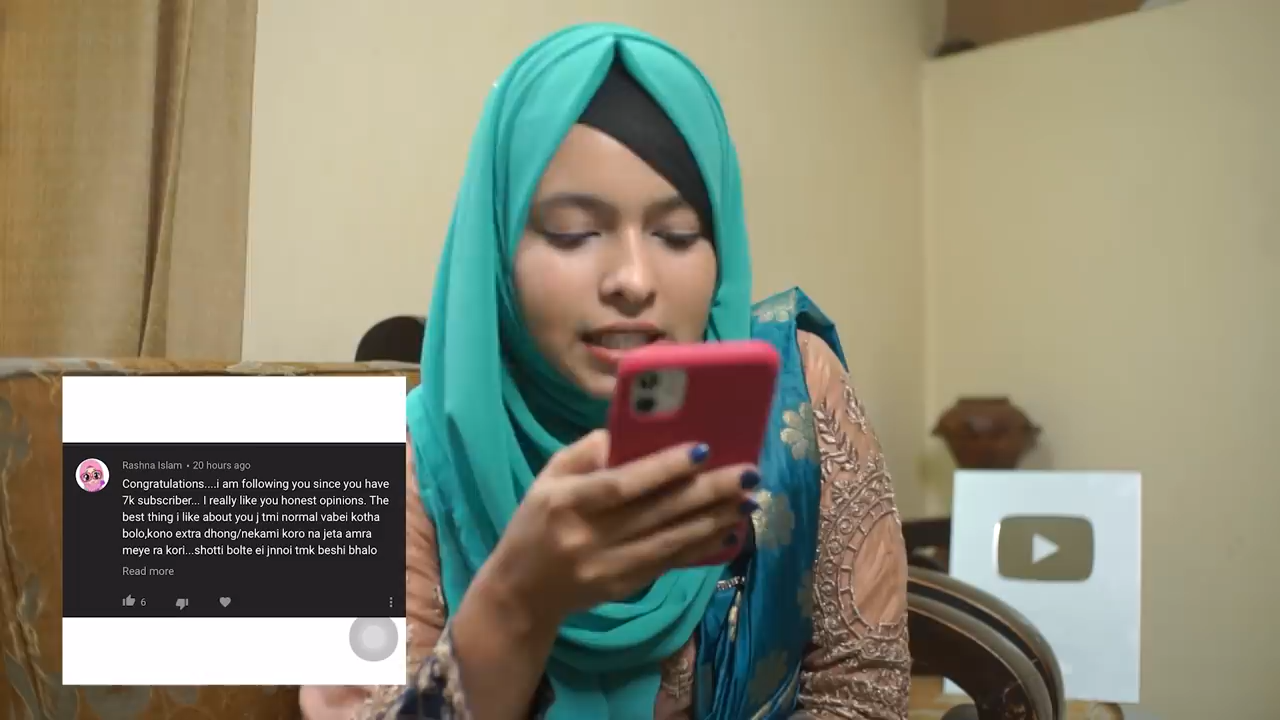 Rashna Islam • 20 hours ago
Congratulations....i am following you since you have
7k subscriber... I really like you honest opinions. The
best thing i like about you j tmi normal vabei kotha
bolo,kono extra dhong/nekami koro na jeta amra
meye ra kori...shotti bolte ei jnnoi tmk beshi bhalo
Read more
6